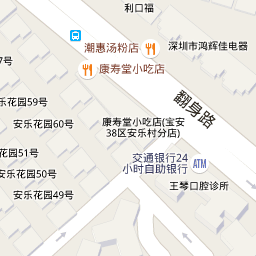 利口福
潮惠汤粉店
深圳市鸿辉佳电器
康寿堂小吃店
乐花园59号
翻身路
安乐花园60号
康寿堂小吃店(宝安
38区安乐村分店)
花园51号
交通银行24
小时自助银行
ATM
安乐花园50号
王琴口腔诊所
安乐花园49号